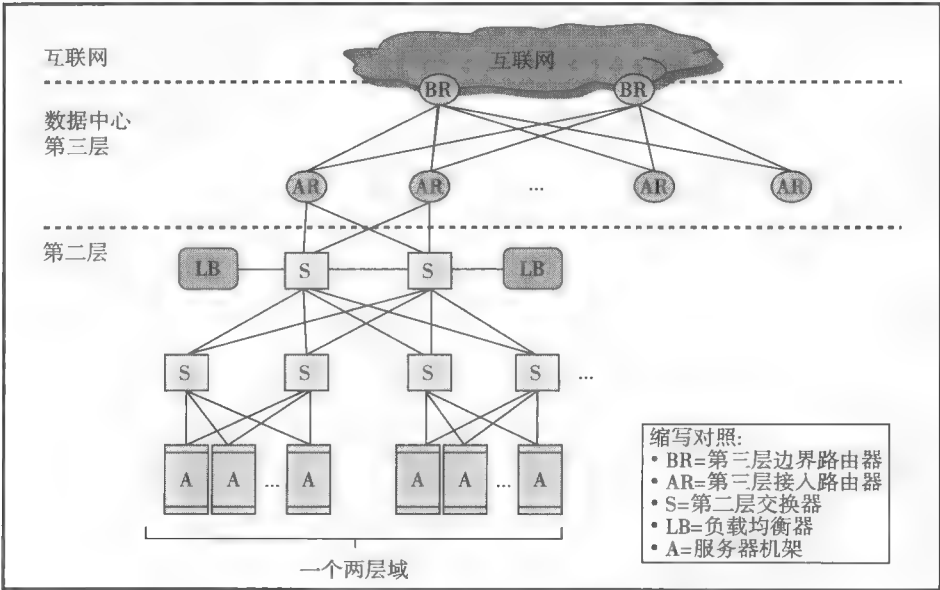 互联网
互联网
BR BR
数据中心
第三层
AR AR ... AR AR
第二层
LB S S LB
S S S S ...
A A ... A A A ... A
一个两层域
缩写对照:
• BR=第三层边界路由器
• AR=第三层接入路由器
• S=第二层交换器
• LB=负载均衡器
• A=服务器机架